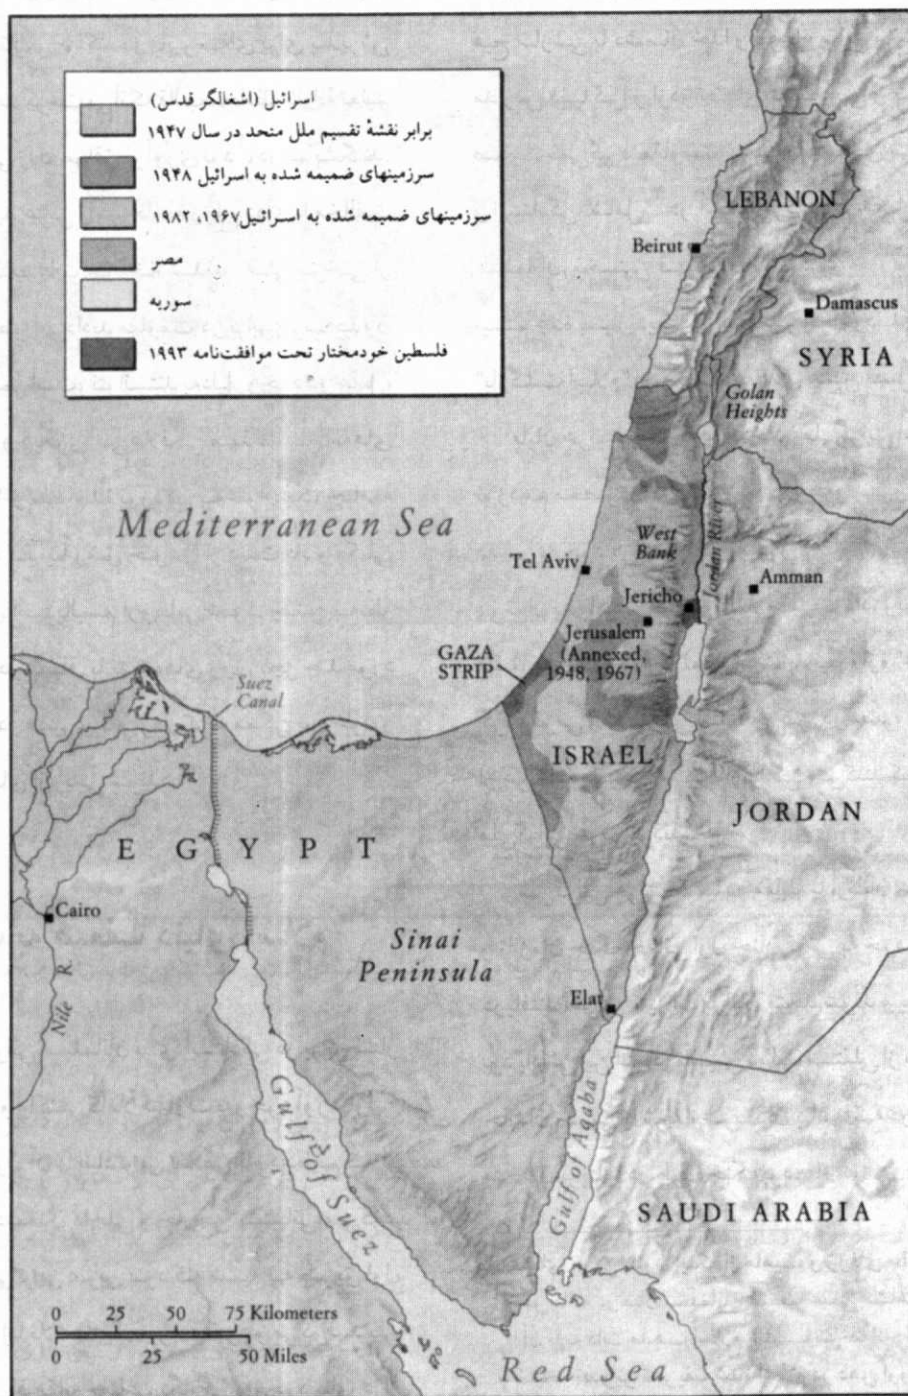 اسرائیل (اشغالگر قدس)
برابر نقشهٔ تقسیم ملل متحد در سال ۱۹۴۷
سرزمینهای ضمیمه شده به اسرائیل ۱۹۴۸
سرزمینهای ضمیمه شده به اسرائیل۱۹۶۷، ۱۹۸۲
مصر
سوریه
فلسطین خودمختار تحت موافقت‌نامه ۱۹۹۳
LEBANON
Beirut
Damascus
SYRIA
Golan
Heights
Mediterranean Sea
West
Bank
Jordan River
Tel Aviv
Amman
Jericho
Jerusalem
(Annexed,
1948, 1967)
GAZA
STRIP
Suez
Canal
ISRAEL
JORDAN
EGYPT
Cairo
Sinai
Peninsula
Nile R.
Elat
Gulf of Suez
Gulf of Aqaba
SAUDI ARABIA
0 25 50 75 Kilometers
0 25 50 Miles
Red Sea